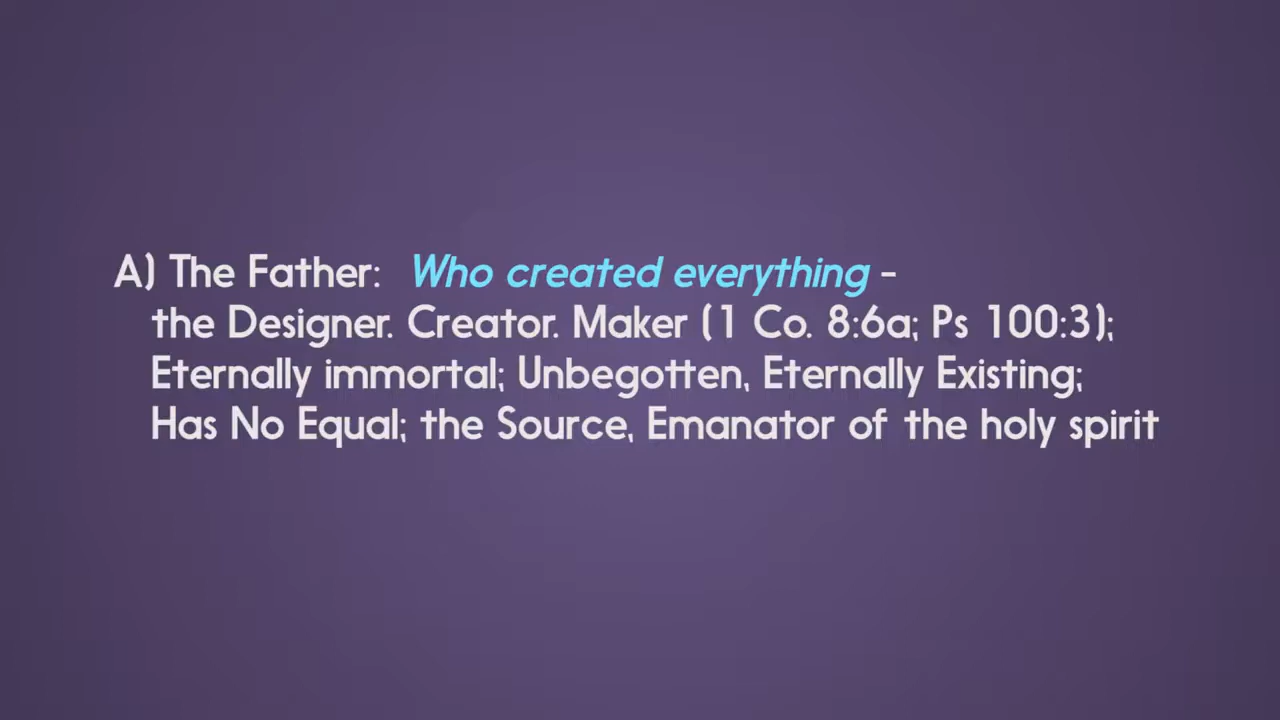 A) The Father: Who created everything -
the Designer. Creator. Maker (1 Co. 8:6a; Ps 100:3);
Eternally immortal; Unbegotten, Eternally Existing;
Has No Equal; the Source, Emanator of the holy spirit